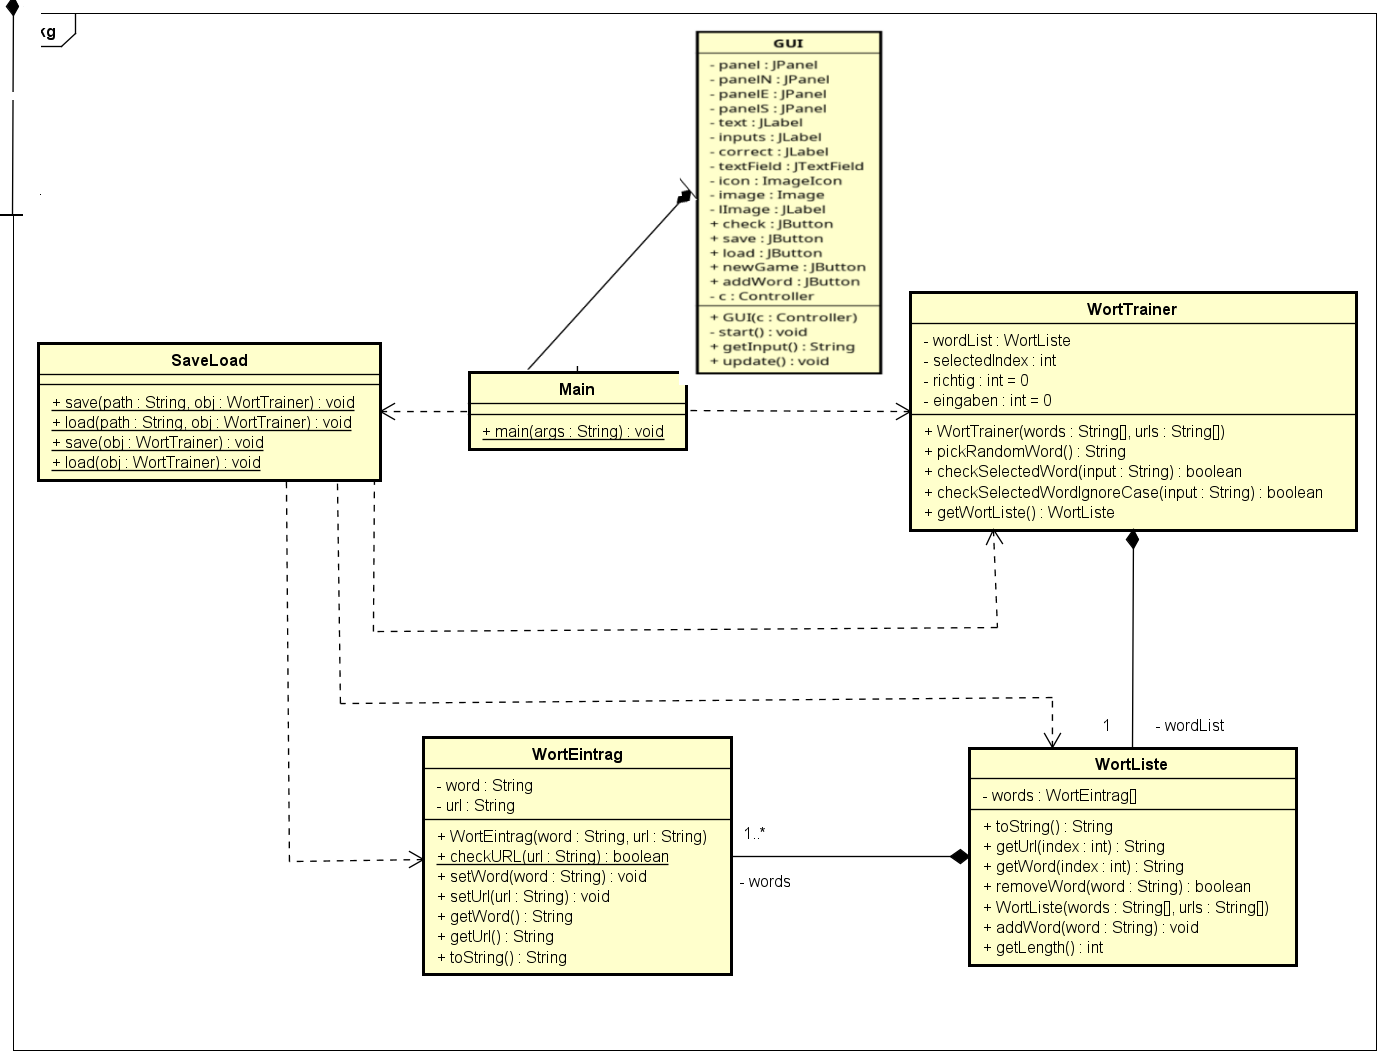 kg
GUI
- panel : JPanel
- panelN : JPanel
- panelE : JPanel
- panelS : JPanel
- text : JLabel
- inputs : JLabel
- correct : JLabel
- textField : JTextField
- icon : ImageIcon
- image : Image
- lImage : JLabel
+ check : JButton
+ save : JButton
+ load : JButton
+ newGame : JButton
+ addWord : JButton
- c : Controller
+ GUI(c : Controller)
- start() : void
+ getInput() : String
+ update() : void
SaveLoad
+ save(path : String, obj : WortTrainer) : void
+ load(path : String, obj : WortTrainer) : void
+ save(obj : WortTrainer) : void
+ load(obj : WortTrainer) : void
Main
+ main(args : String) : void
WortTrainer
- wordList : WortListe
- selectedIndex : int
- richtig : int = 0
- eingaben : int = 0
+ WortTrainer(words : String[], urls : String[])
+ pickRandomWord() : String
+ checkSelectedWord(input : String) : boolean
+ checkSelectedWordIgnoreCase(input : String) : boolean
+ getWortListe() : WortListe
1
- wordList
WortEintrag
- word : String
- url : String
+ WortEintrag(word : String, url : String)
+ checkURL(url : String) : boolean
+ setWord(word : String) : void
+ setUrl(url : String) : void
+ getWord() : String
+ getUrl() : String
+ toString() : String
1..*
- words
WortListe
- words : WortEintrag[]
+ toString() : String
+ getUrl(index : int) : String
+ getWord(index : int) : String
+ removeWord(word : String) : boolean
+ WortListe(words : String[], urls : String[])
+ addWord(word : String) : void
+ getLength() : int